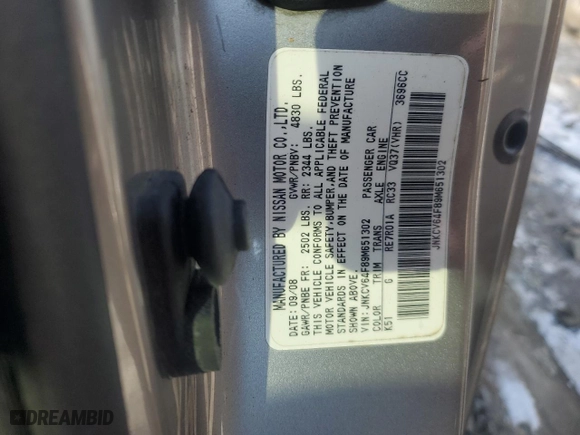 MANUFACTURED BY NISSAN MOTOR CO.,LTD.
DATE: 09/08 GVWR/PNBV: 4830 LBS.
GAWR/PNBE FR: 2502 LBS. RR: 2344 LBS.
THIS VEHICLE CONFORMS TO ALL APPLICABLE FEDERAL
MOTOR VEHICLE SAFETY,BUMPER,AND THEFT PREVENTION
STANDARDS IN EFFECT ON THE DATE OF MANUFACTURE
SHOWN ABOVE.
VIN:JNKCV64F89M651302 PASSENGER CAR
COLOR TRIM TRANS AXLE ENGINE
K51 G RE7R01A RC33 VQ37(VHR) 3696CC
JNKCV64F89M651302
DREAMBID